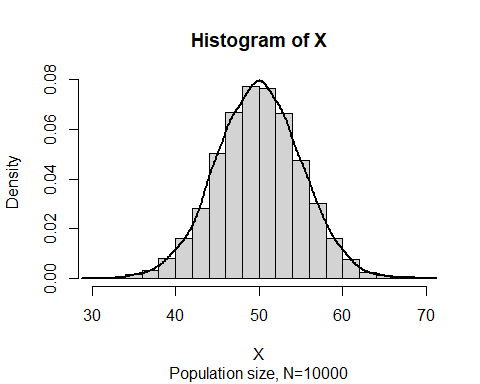 Histogram of X
Density
0.00 0.02 0.04 0.06 0.08
30 40 50 60 70
X
Population size, N=10000